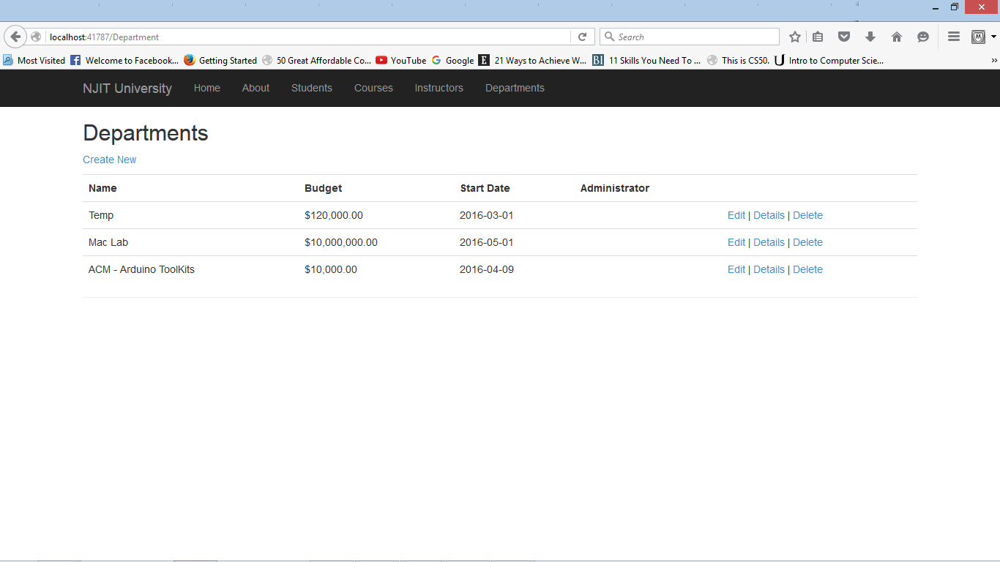 localhost:41787/Department
Search
Most Visited Welcome to Facebook... Getting Started 50 Great Affordable Co... YouTube Google 21 Ways to Achieve W... BI 11 Skills You Need To ... This is CS50. Intro to Computer Scie...
NJIT University Home About Students Courses Instructors Departments
Departments
Create New
Name Budget Start Date Administrator
Temp $120,000.00 2016-03-01 Edit | Details | Delete
Mac Lab $10,000,000.00 2016-05-01 Edit | Details | Delete
ACM - Arduino ToolKits $10,000.00 2016-04-09 Edit | Details | Delete